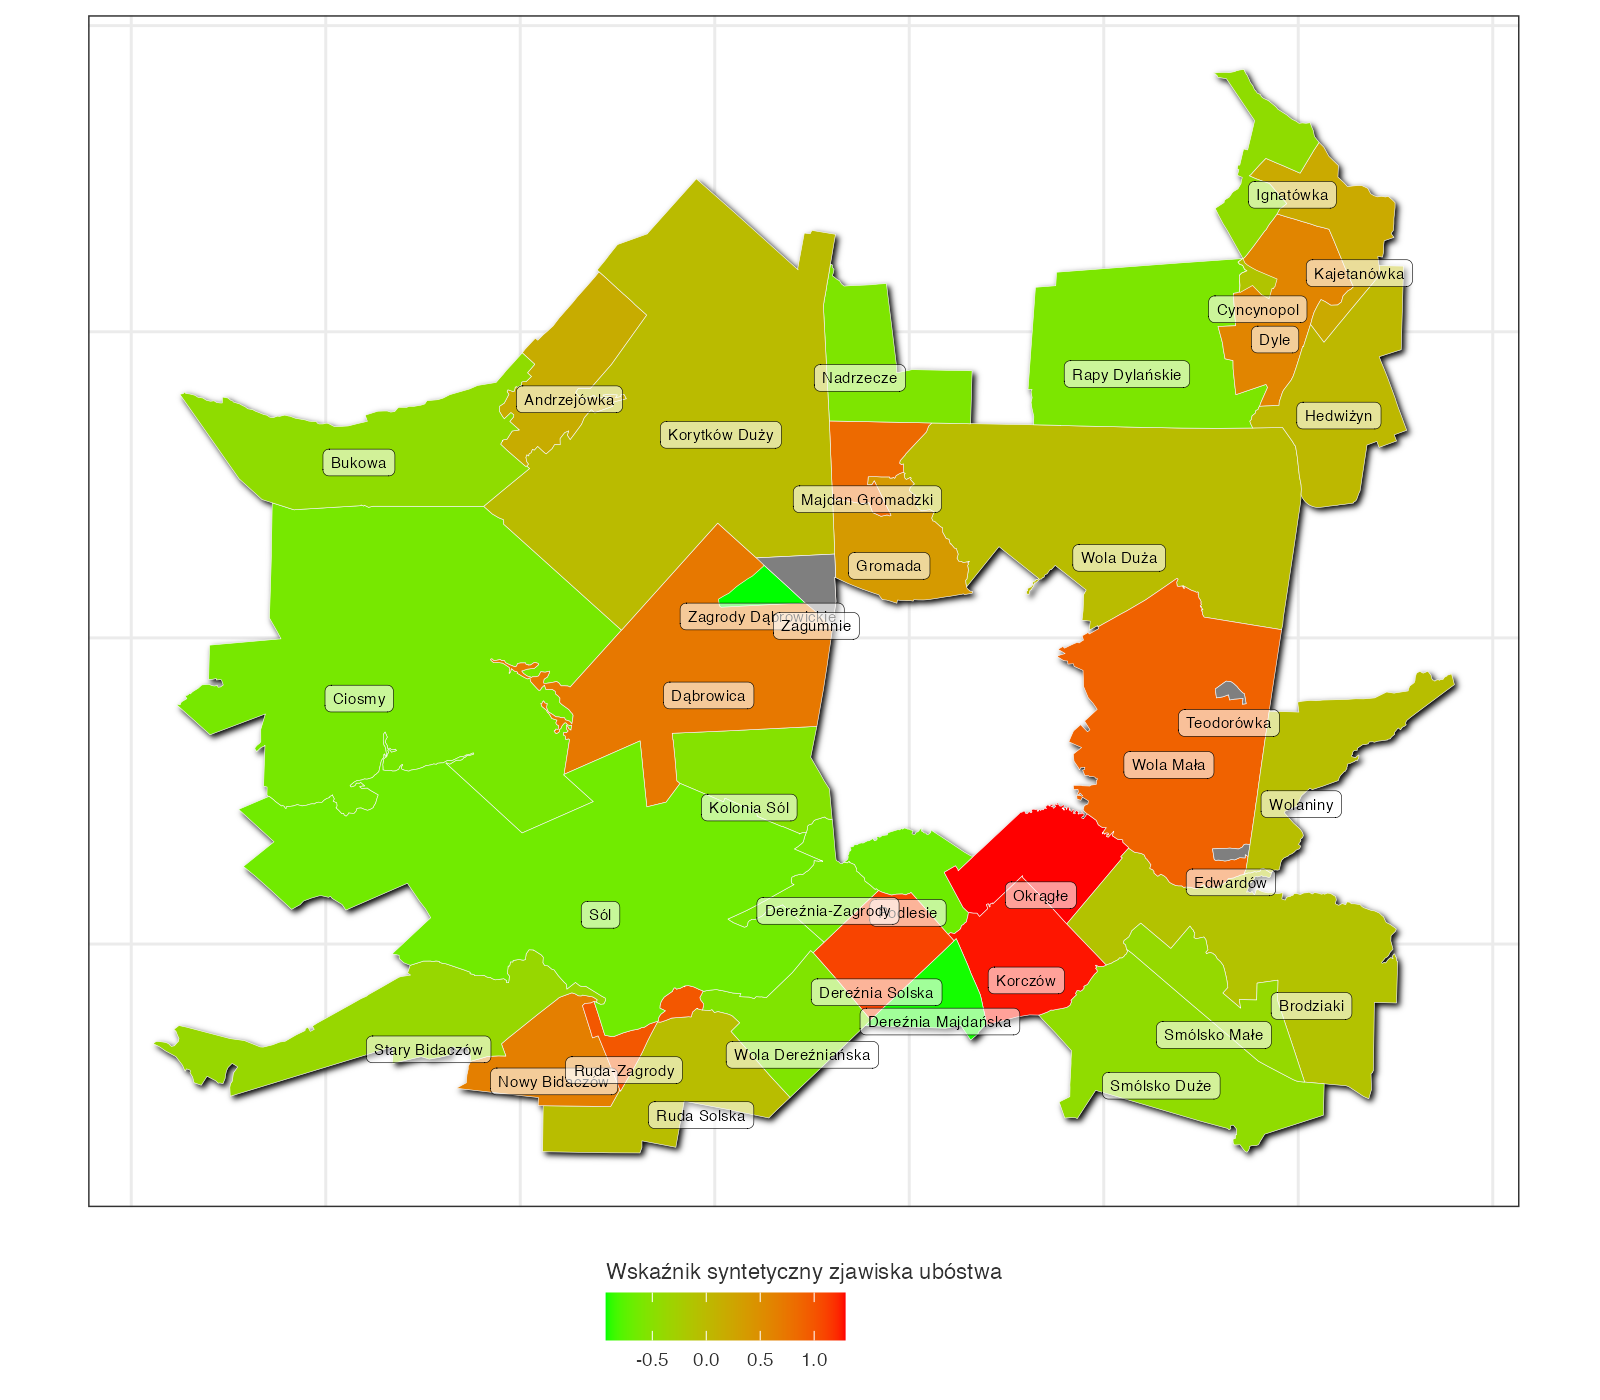 Ignatówka
Kajetanówka
Cyncynopol
Dyle
Rapy Dylańskie
Nadrzecze
Andrzejówka
Hedwiżyn
Korytków Duży
Bukowa
Majdan Gromadzki
Wola Duża
Gromada
Zagrody Dąbrowickie
Zagumnie
Dąbrowica
Ciosmy
Teodorówka
Wola Mała
Wolaniny
Kolonia Sól
Edwardów
Okrągłe
Dereźnia-Zagrody
Podlesie
Sól
Korczów
Dereźnia Solska
Brodziaki
Dereźnia Majdańska
Smólsko Małe
Stary Bidaczów
Wola Dereźniańska
Ruda-Zagrody
Nowy Bidaczów
Smólsko Duże
Ruda Solska
Wskaźnik syntetyczny zjawiska ubóstwa
-0.5 0.0 0.5 1.0